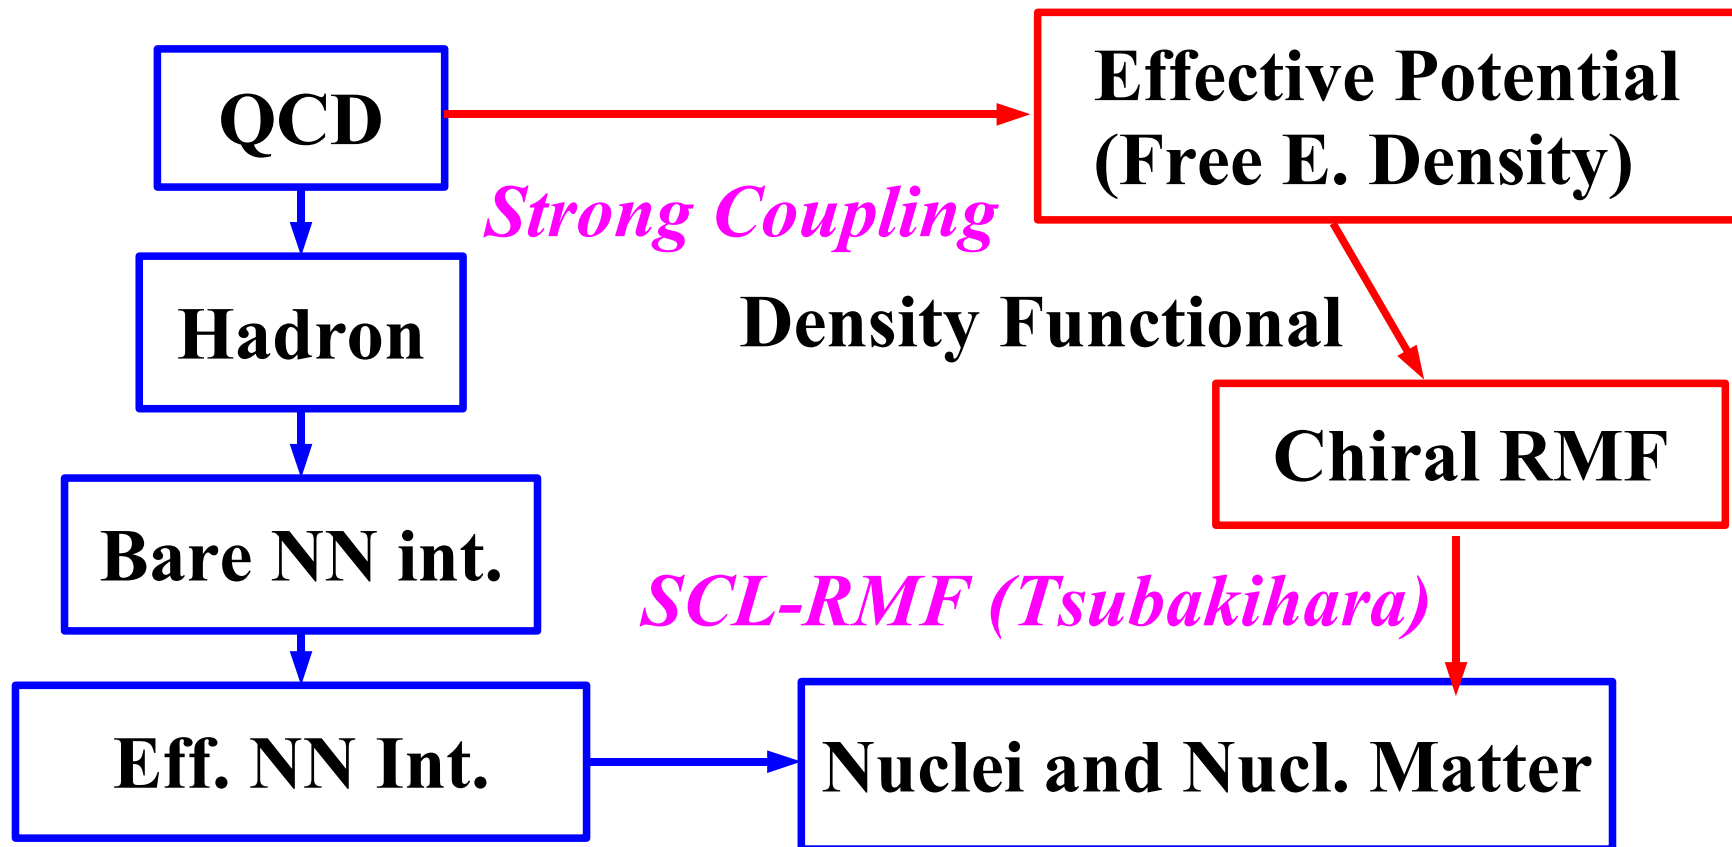 QCD
Effective Potential
(Free E. Density)
Strong Coupling
Hadron
Density Functional
Chiral RMF
Bare NN int.
SCL-RMF (Tsubakihara)
Eff. NN Int.
Nuclei and Nucl. Matter